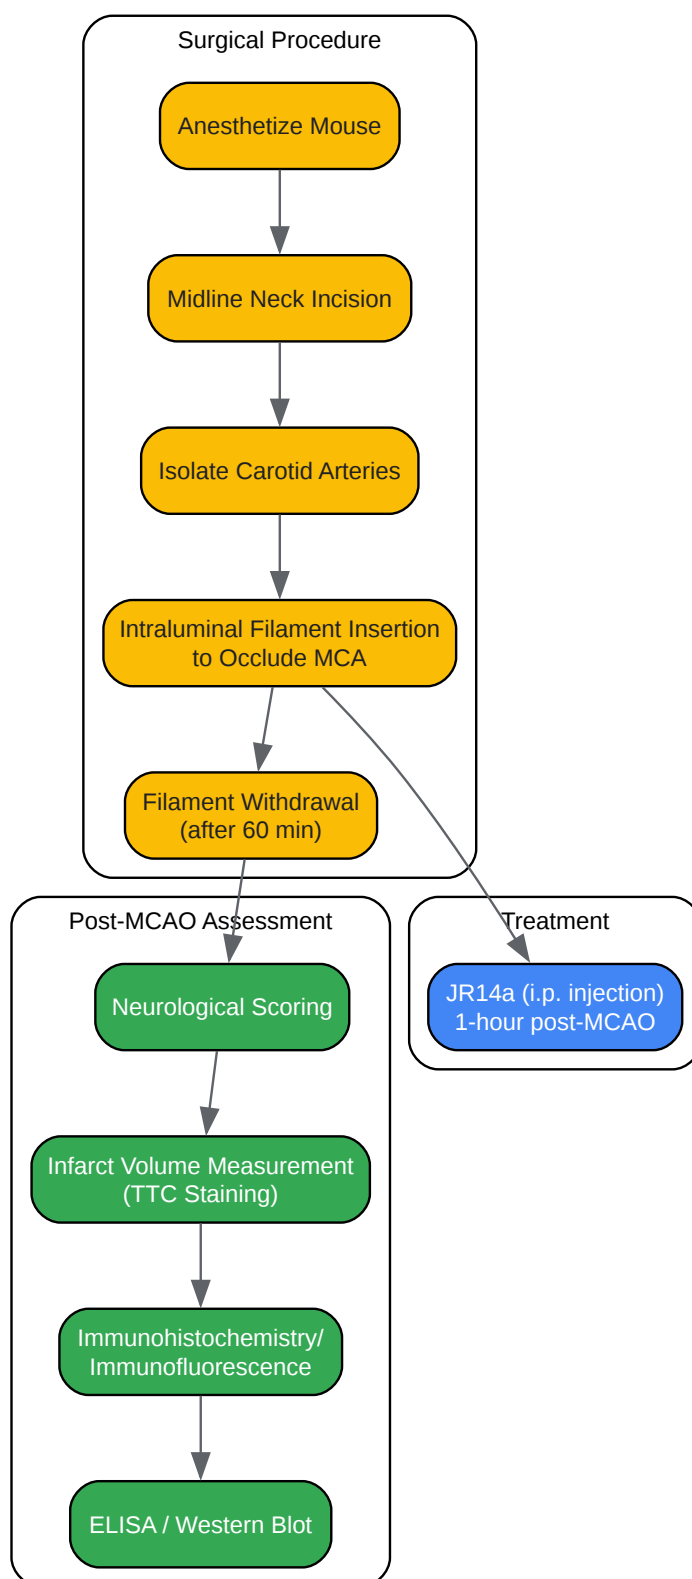 Surgical Procedure
Anesthetize Mouse
Midline Neck Incision
Isolate Carotid Arteries
Intraluminal Filament Insertion
to Occlude MCA
Filament Withdrawal
(after 60 min)
Post-MCAO Assessment
Neurological Scoring
Infarct Volume Measurement
(TTC Staining)
Immunohistochemistry/
Immunofluorescence
ELISA / Western Blot
Treatment
JR14a (i.p. injection)
1-hour post-MCAO